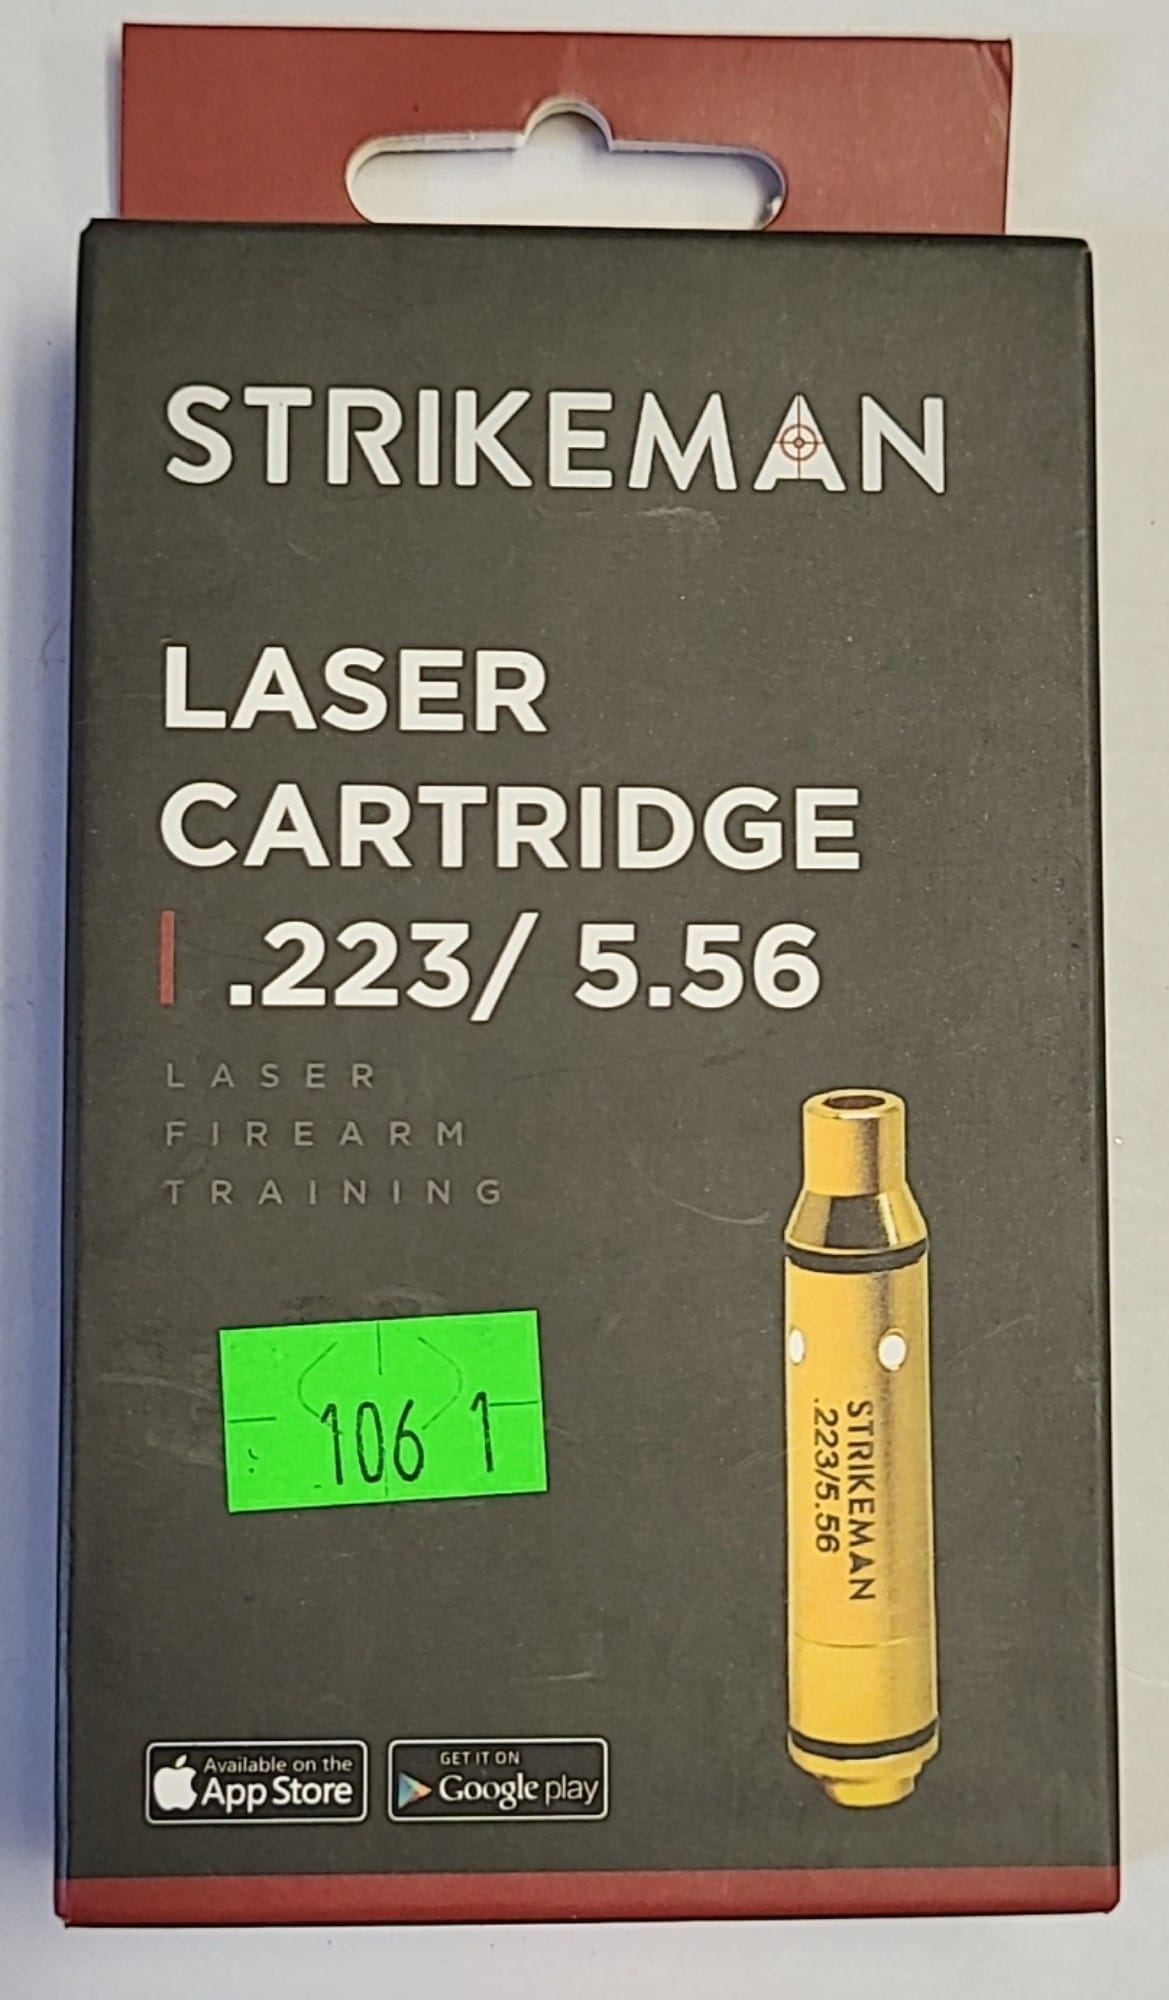 STRIKEMAN
LASER
CARTRIDGE
.223/ 5.56
LASER
FIREARM
TRAINING
106 1
STRIKEMAN
.223/5.56
Available on the
App Store
GET IT ON
Google play